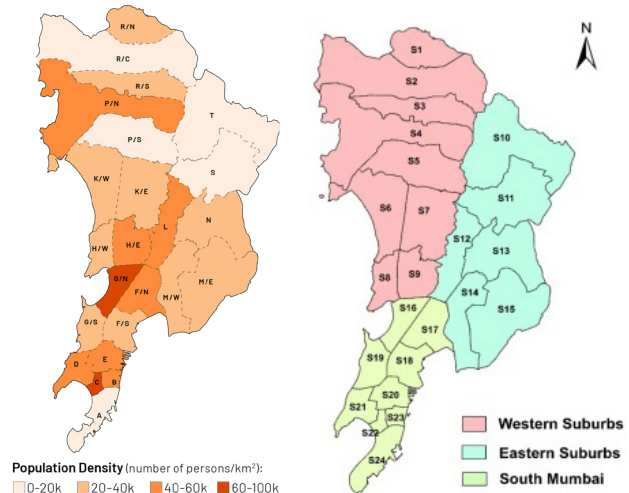 R/N
R/C
R/S
P/N
T
P/S
S
K/W
K/E
L
N
H/W
H/E
G/N
F/N
M/W
M/E
G/S
F/S
D
E
C
B
A
Population Density (number of persons/km²):
0-20k 20-40k 40-60k 60-100k
N
S1
S2
S3
S4
S10
S5
S11
S6
S7
S12
S13
S8
S9
S14
S15
S16
S17
S19
S18
S20
S21
S23
S22
S24
Western Suburbs
Eastern Suburbs
South Mumbai